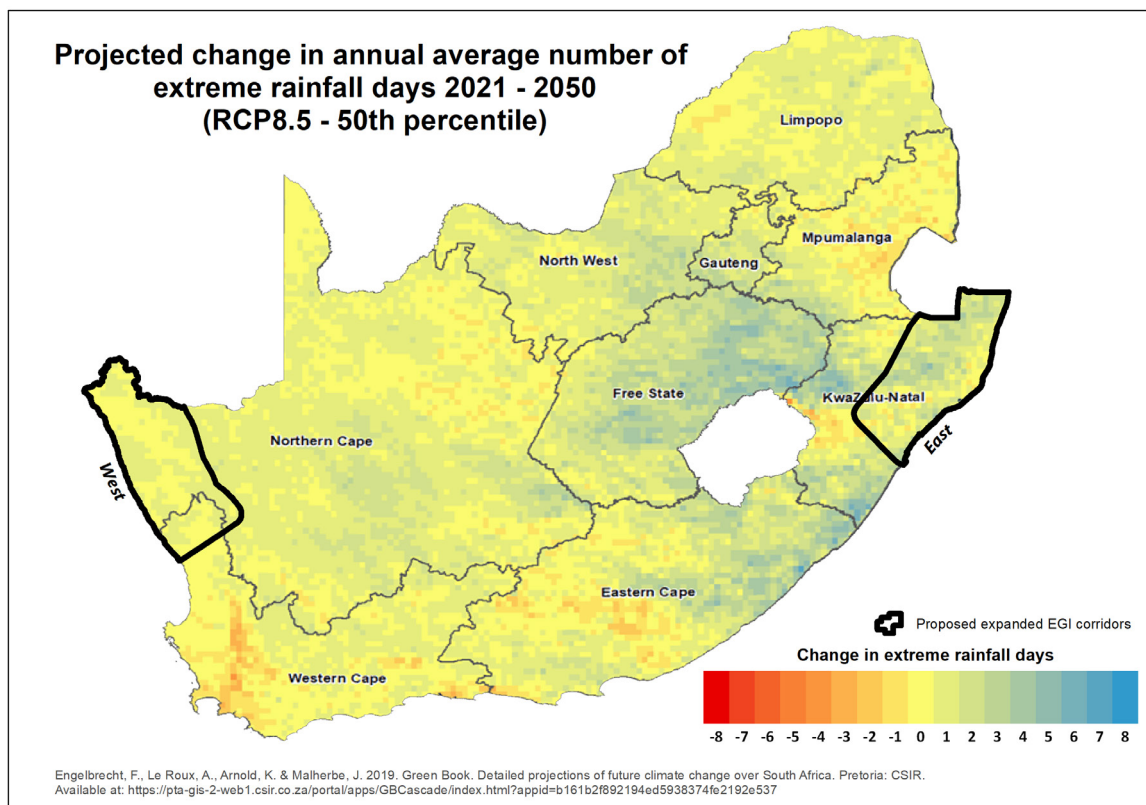 Projected change in annual average number of
extreme rainfall days 2021 - 2050
(RCP8.5 - 50th percentile)
Limpopo
Mpumalanga
North West
Gauteng
Free State
KwaZulu-Natal
Northern Cape
West
East
Eastern Cape
Western Cape
Proposed expanded EGI corridors
Change in extreme rainfall days
-8 -7 -6 -5 -4 -3 -2 -1 0 1 2 3 4 5 6 7 8
Engelbrecht, F., Le Roux, A., Arnold, K. & Malherbe, J. 2019. Green Book. Detailed projections of future climate change over South Africa. Pretoria: CSIR.
Available at: https://pta-gis-2-web1.csir.co.za/portal/apps/GBCascade/index.html?appid=b161b2f892194ed5938374fe2192e537